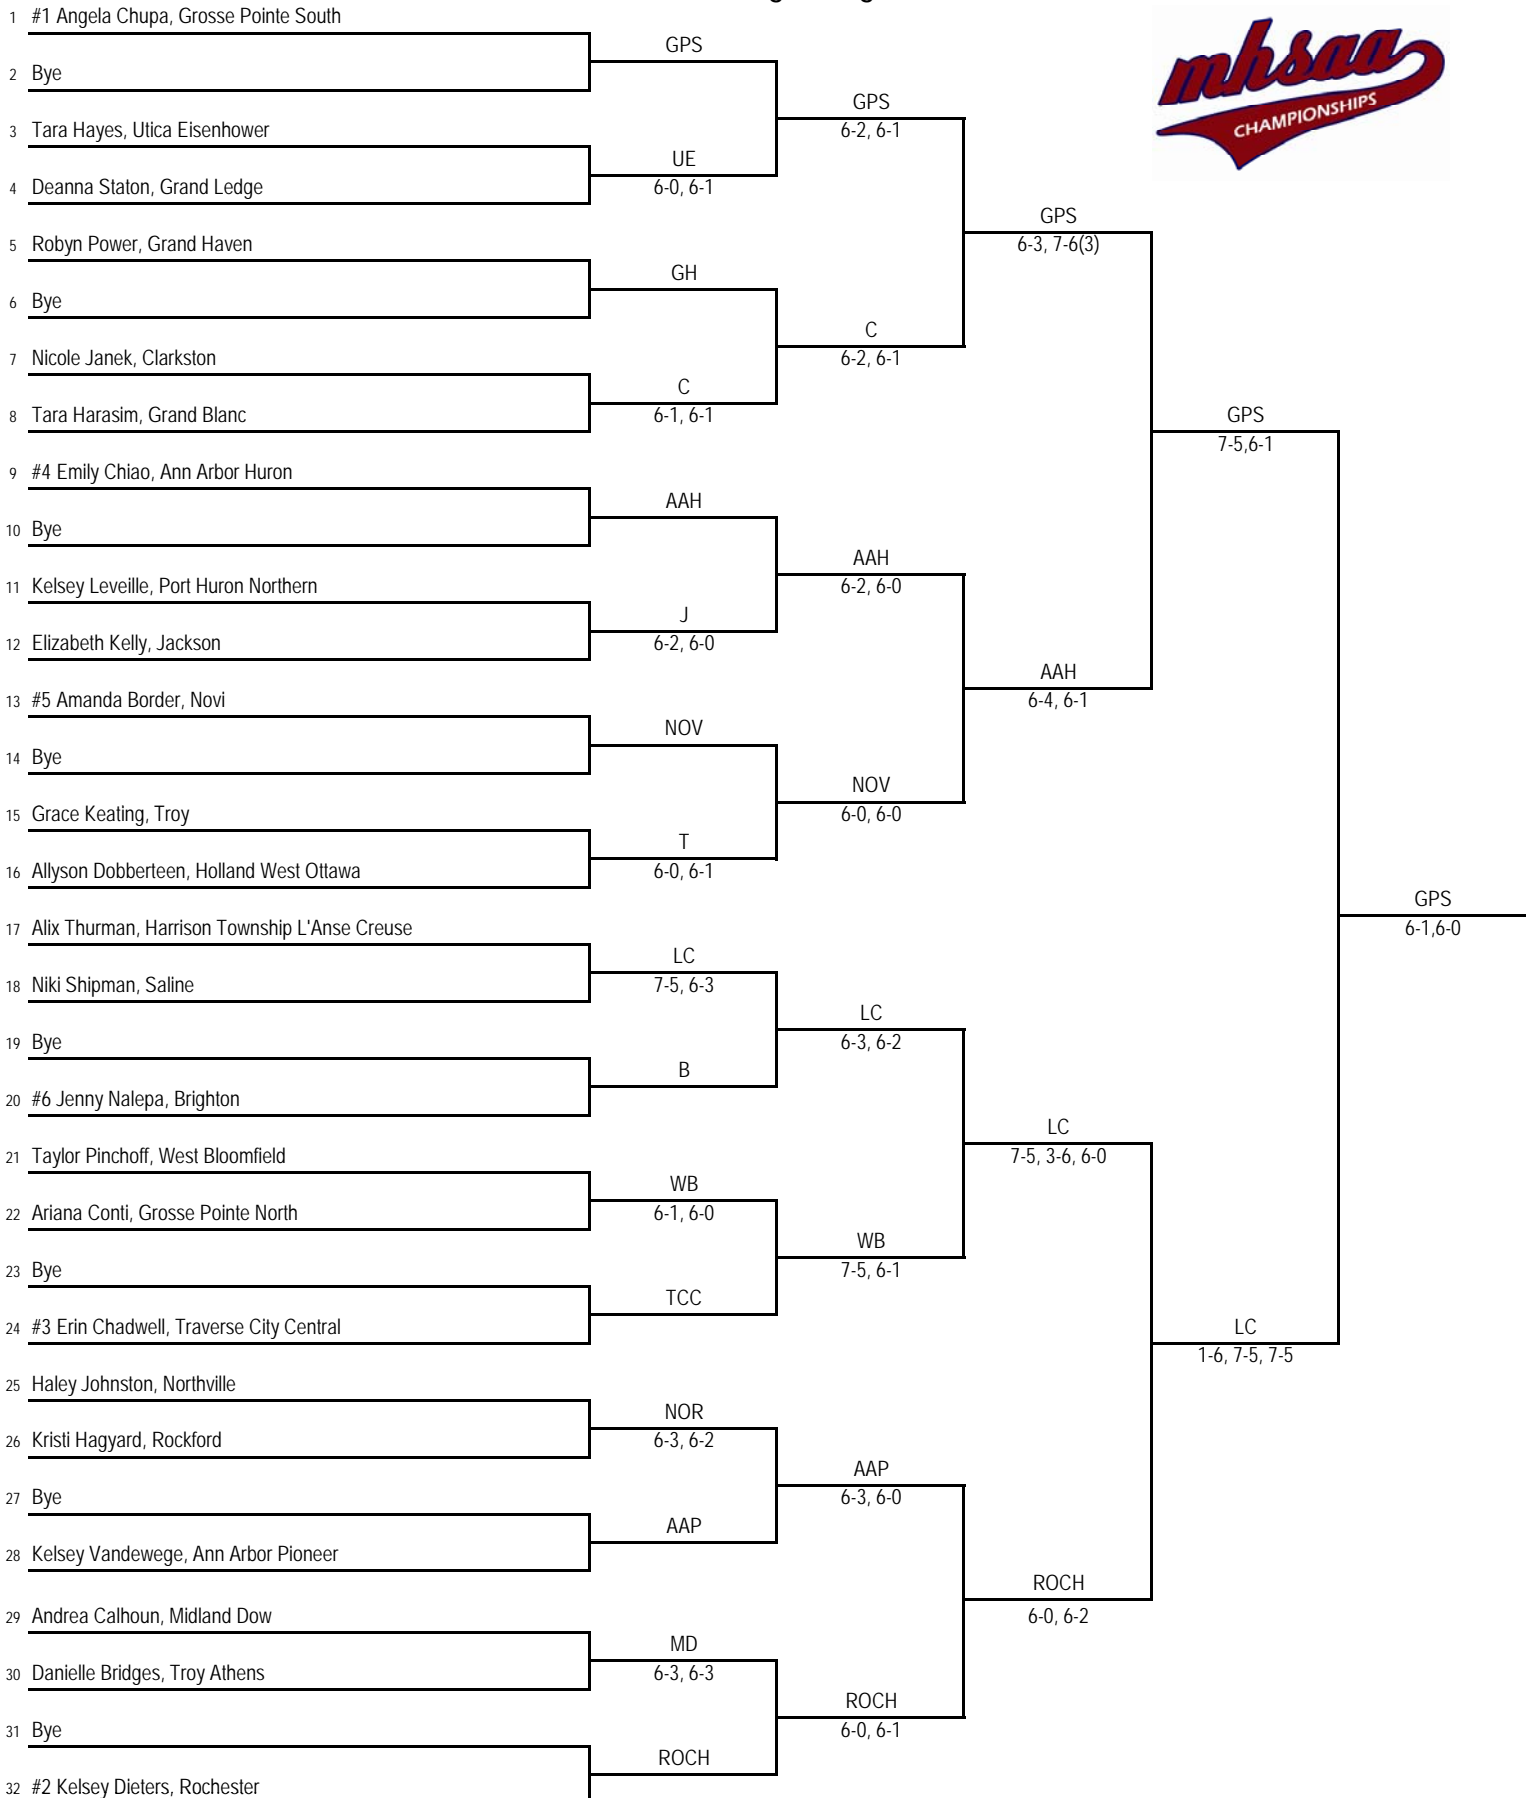 mhsaa
CHAMPIONSHIPS
1 #1 Angela Chupa, Grosse Pointe South
GPS
2 Bye
GPS
6-2, 6-1
3 Tara Hayes, Utica Eisenhower
UE
6-0, 6-1
4 Deanna Staton, Grand Ledge
GPS
6-3, 7-6(3)
5 Robyn Power, Grand Haven
GH
6 Bye
C
6-2, 6-1
7 Nicole Janek, Clarkston
C
6-1, 6-1
8 Tara Harasim, Grand Blanc
GPS
7-5,6-1
9 #4 Emily Chiao, Ann Arbor Huron
AAH
10 Bye
AAH
6-2, 6-0
11 Kelsey Leveille, Port Huron Northern
J
6-2, 6-0
12 Elizabeth Kelly, Jackson
AAH
6-4, 6-1
13 #5 Amanda Border, Novi
NOV
14 Bye
NOV
6-0, 6-0
15 Grace Keating, Troy
T
6-0, 6-1
16 Allyson Dobberteen, Holland West Ottawa
GPS
6-1,6-0
17 Alix Thurman, Harrison Township L'Anse Creuse
LC
7-5, 6-3
18 Niki Shipman, Saline
LC
6-3, 6-2
19 Bye
B
20 #6 Jenny Nalepa, Brighton
LC
7-5, 3-6, 6-0
21 Taylor Pinchoff, West Bloomfield
WB
6-1, 6-0
22 Ariana Conti, Grosse Pointe North
WB
7-5, 6-1
23 Bye
TCC
24 #3 Erin Chadwell, Traverse City Central
LC
1-6, 7-5, 7-5
25 Haley Johnston, Northville
NOR
6-3, 6-2
26 Kristi Hagyard, Rockford
AAP
6-3, 6-0
27 Bye
AAP
28 Kelsey Vandewege, Ann Arbor Pioneer
ROCH
6-0, 6-2
29 Andrea Calhoun, Midland Dow
MD
6-3, 6-3
30 Danielle Bridges, Troy Athens
ROCH
6-0, 6-1
31 Bye
ROCH
32 #2 Kelsey Dieters, Rochester